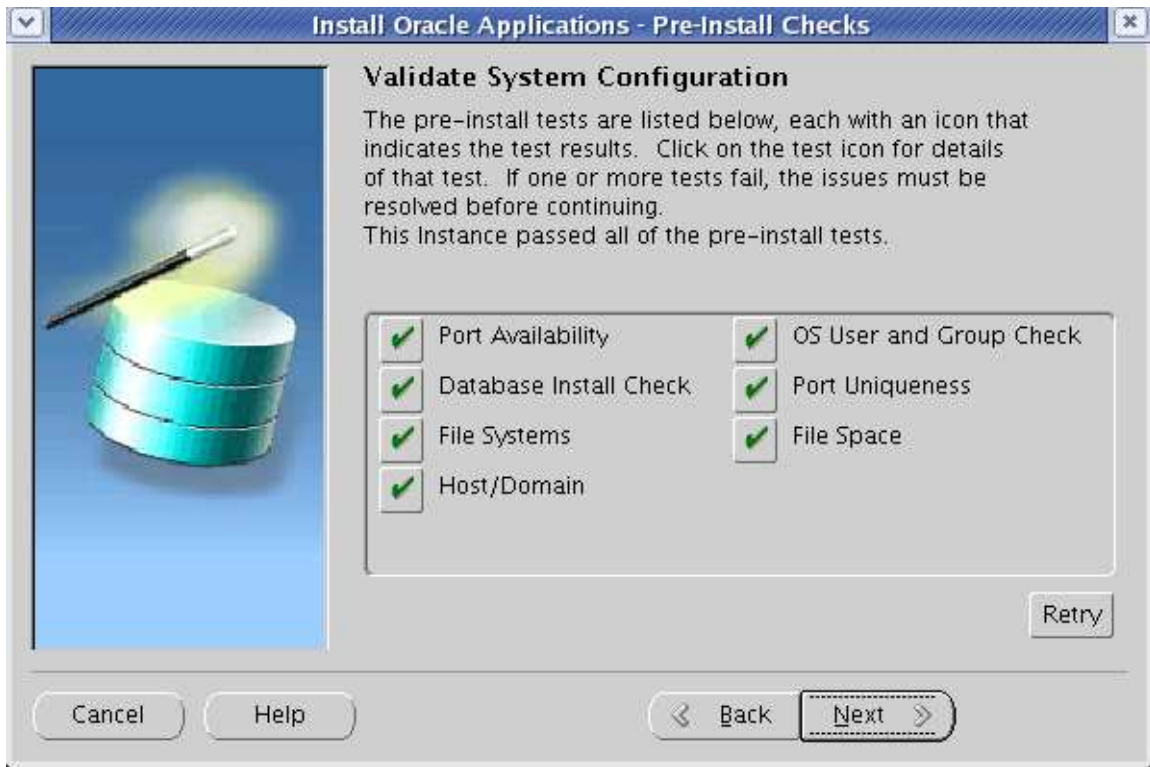 Install Oracle Applications - Pre-Install Checks
Validate System Configuration
The pre-install tests are listed below, each with an icon that
indicates the test results.  Click on the test icon for details
of that test.  If one or more tests fail, the issues must be
resolved before continuing.
This Instance passed all of the pre-install tests.
Port Availability
OS User and Group Check
Database Install Check
Port Uniqueness
File Systems
File Space
Host/Domain
Retry
Cancel
Help
Back
Next